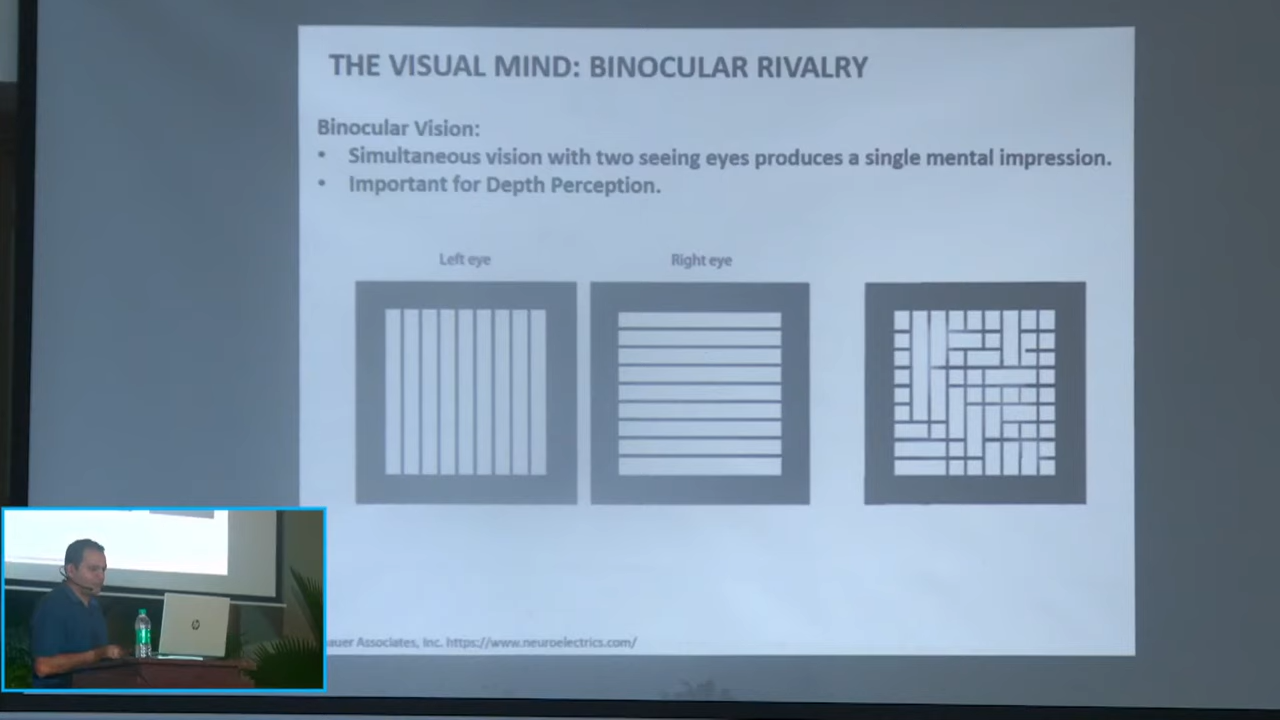 THE VISUAL MIND: BINOCULAR RIVALRY
Binocular Vision:
• Simultaneous vision with two seeing eyes produces a single mental impression.
• Important for Depth Perception.
Left eye
Right eye
Associates, Inc. https://www.neuroelectrics.com/
hp